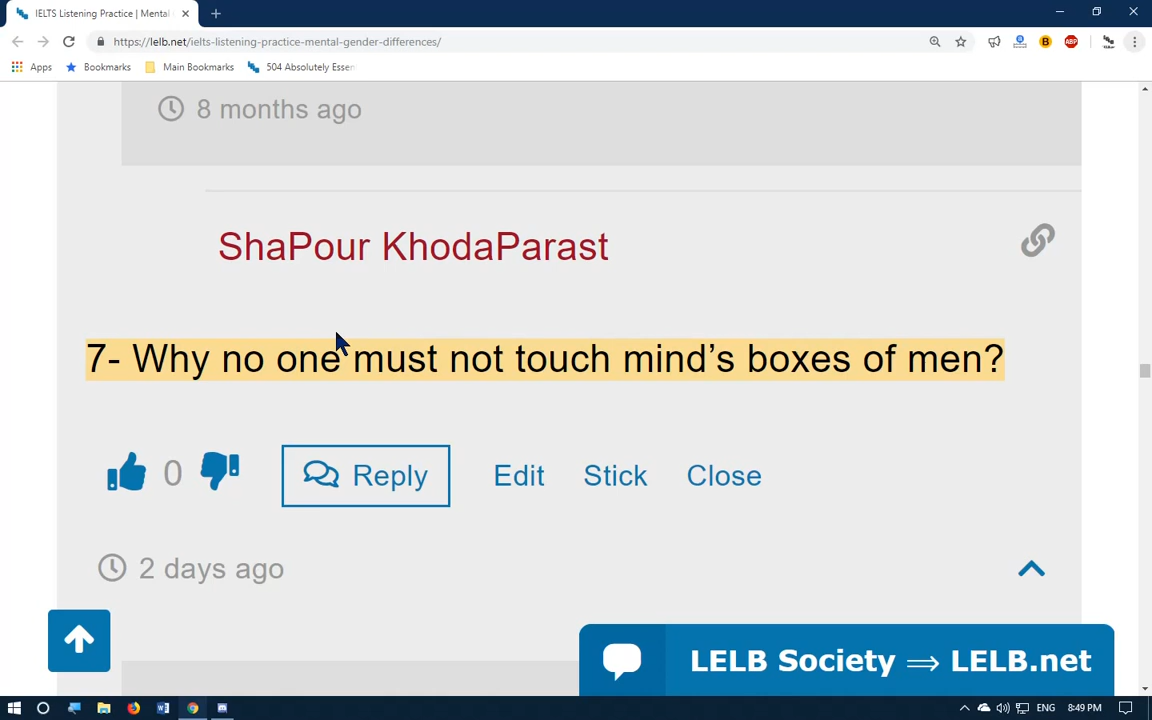 IELTS Listening Practice | Mental
https://lelb.net/ielts-listening-practice-mental-gender-differences/
Apps Bookmarks Main Bookmarks 504 Absolutely Essen
8 months ago
ShaPour KhodaParast
7- Why no one must not touch mind’s boxes of men?
0 Reply Edit Stick Close
2 days ago
LELB Society ⟹ LELB.net
ENG 8:49 PM